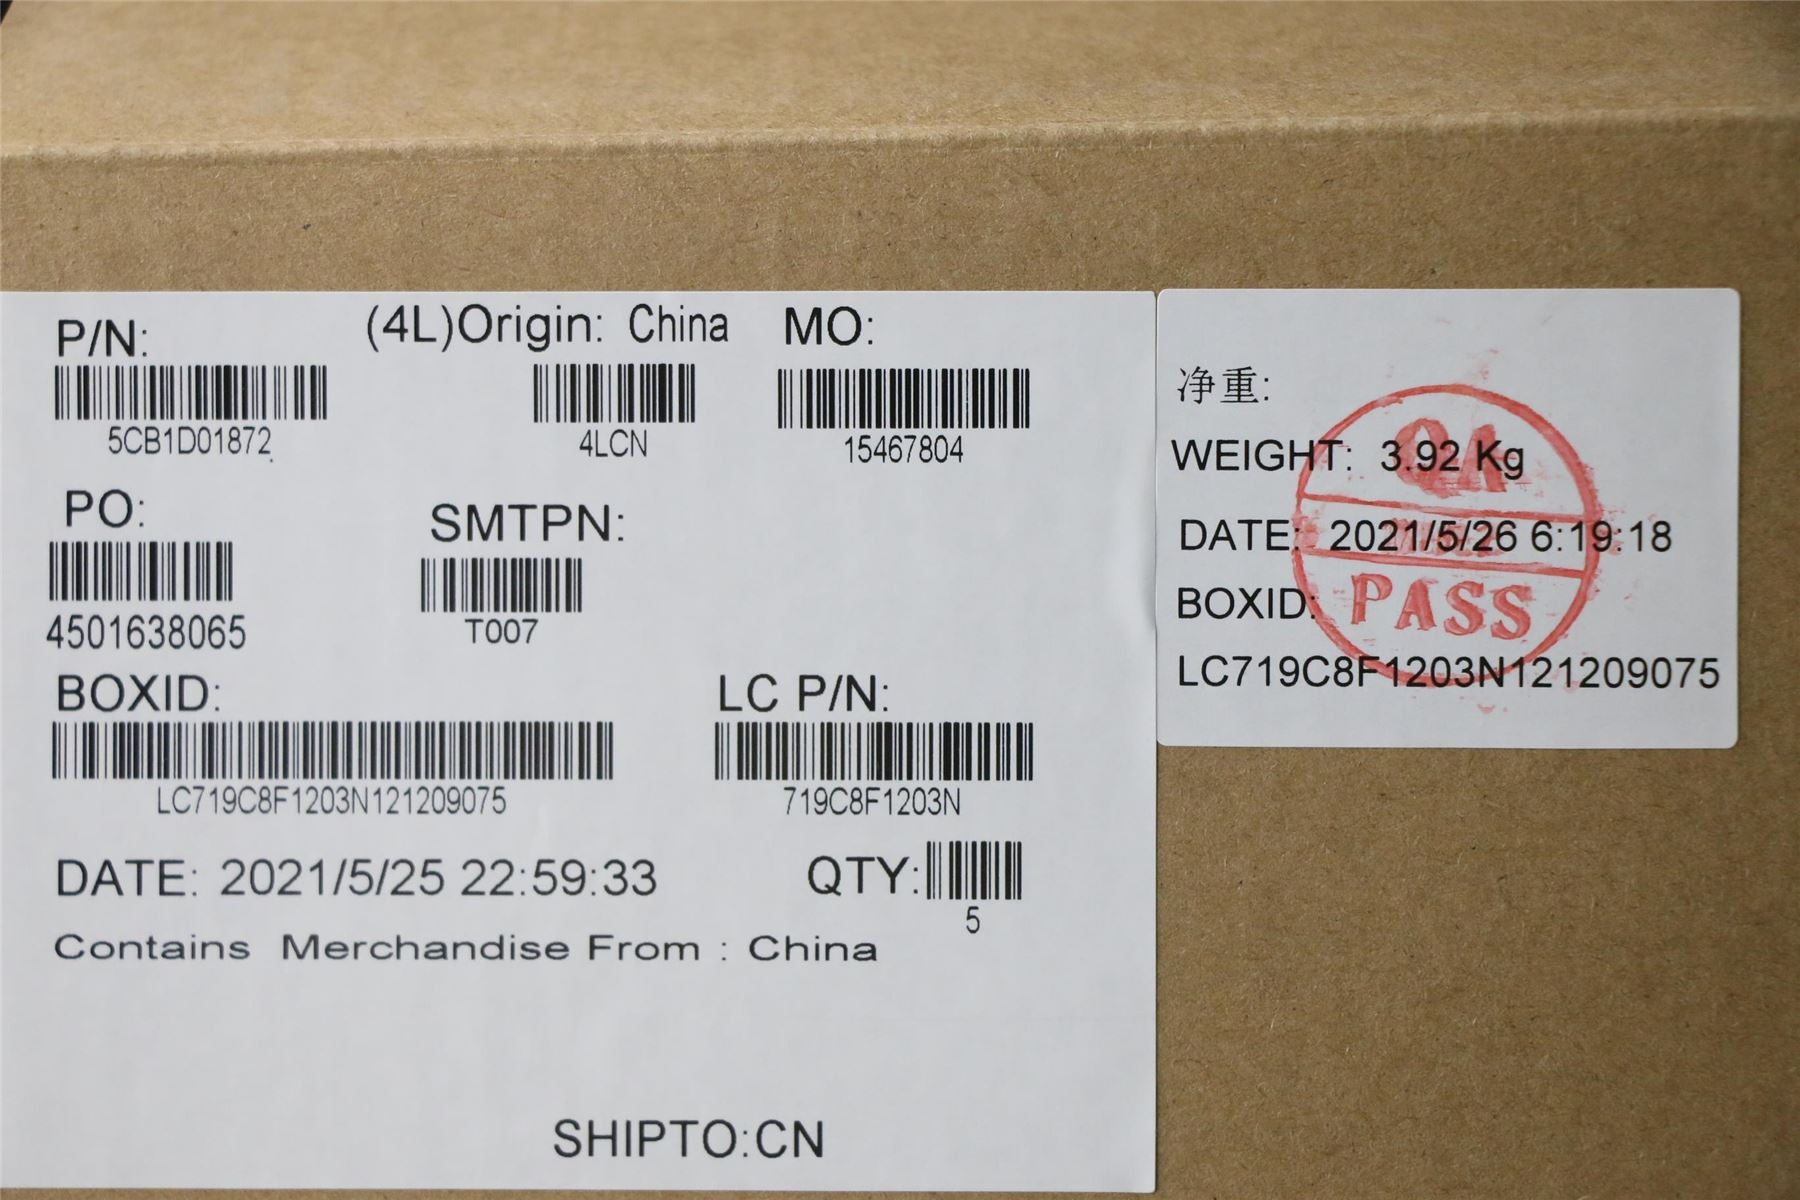 P/N:
5CB1D01872
(4L)Origin: China
4LCN
MO:
15467804
PO:
4501638065
SMTPN:
T007
BOXID:
LC719C8F1203N121209075
LC P/N:
719C8F1203N
DATE: 2021/5/25 22:59:33
QTY:
5
Contains Merchandise From : China
SHIPTO:CN
净重:
WEIGHT: 3.92 Kg
DATE: 2021/5/26 6:19:18
BOXID:
LC719C8F1203N121209075
QA
PASS